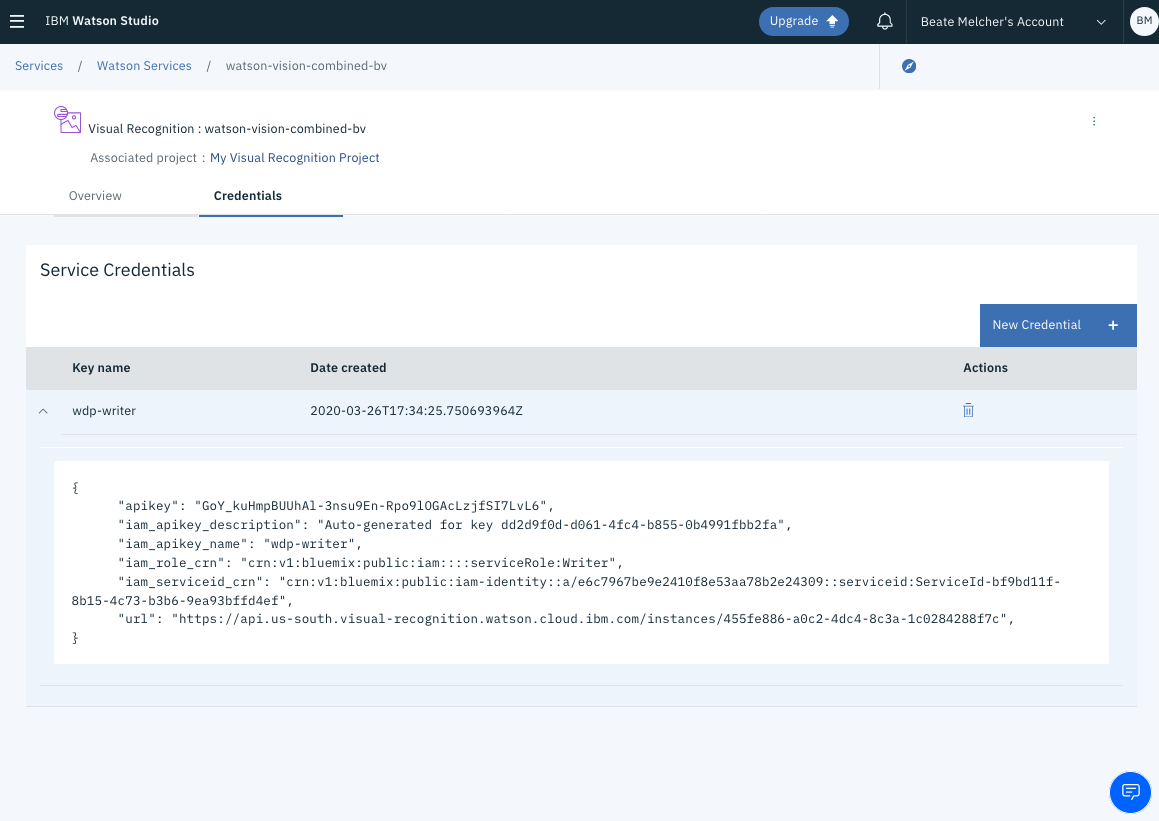 IBM Watson Studio
Upgrade
Beate Melcher's Account
BM
Services / Watson Services / watson-vision-combined-bv
Visual Recognition : watson-vision-combined-bv
Associated project : My Visual Recognition Project
Overview
Credentials
Service Credentials
New Credential +
Key name Date created Actions
wdp-writer 2020-03-26T17:34:25.750693964Z
{
"apikey": "GoY_kuHmpBUUhAl-3nsu9En-Rpo9lOGAcLzjfSI7LvL6",
"iam_apikey_description": "Auto-generated for key dd2d9f0d-d061-4fc4-b855-0b4991fbb2fa",
"iam_apikey_name": "wdp-writer",
"iam_role_crn": "crn:v1:bluemix:public:iam::::serviceRole:Writer",
"iam_serviceid_crn": "crn:v1:bluemix:public:iam-identity::a/e6c7967be9e2410f8e53aa78b2e24309::serviceid:ServiceId-bf9bd11f-
8b15-4c73-b3b6-9ea93bffd4ef",
"url": "https://api.us-south.visual-recognition.watson.cloud.ibm.com/instances/455fe886-a0c2-4dc4-8c3a-1c0284288f7c",
}